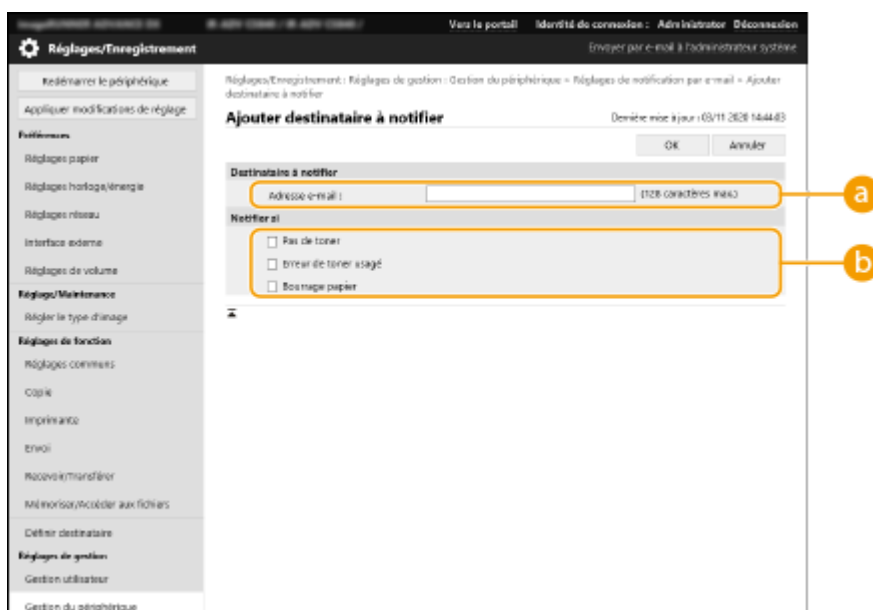 Vers le portail Identité de connexion : Administrator Déconnexion
Réglages/Enregistrement
Envoyer par e-mail à l'administrateur système
Redémarrer le périphérique
Appliquer modifications de réglage
Préférences
Réglages papier
Réglages horloge/énergie
Réglages réseau
Interface externe
Réglages de volume
Réglage/Maintenance
Régler le type d'image
Réglages de fonction
Réglages communs
Copie
Imprimante
Envoi
Recevoir/Transférer
Mémoriser/Accéder aux fichiers
Définir destinataire
Réglages de gestion
Gestion utilisateur
Gestion du périphérique
Réglages/Enregistrement : Réglages de gestion : Gestion du périphérique > Réglages de notification par e-mail > Ajouter
destinataire à notifier
Ajouter destinataire à notifier
Dernière mise à jour : 03/11 2020 14:44:03
OK Annuler
Destinataire à notifier
Adresse e-mail : (128 caractères max.)
a
Notifier si
Pas de toner
Erreur de toner usagé
Bourrage papier
b